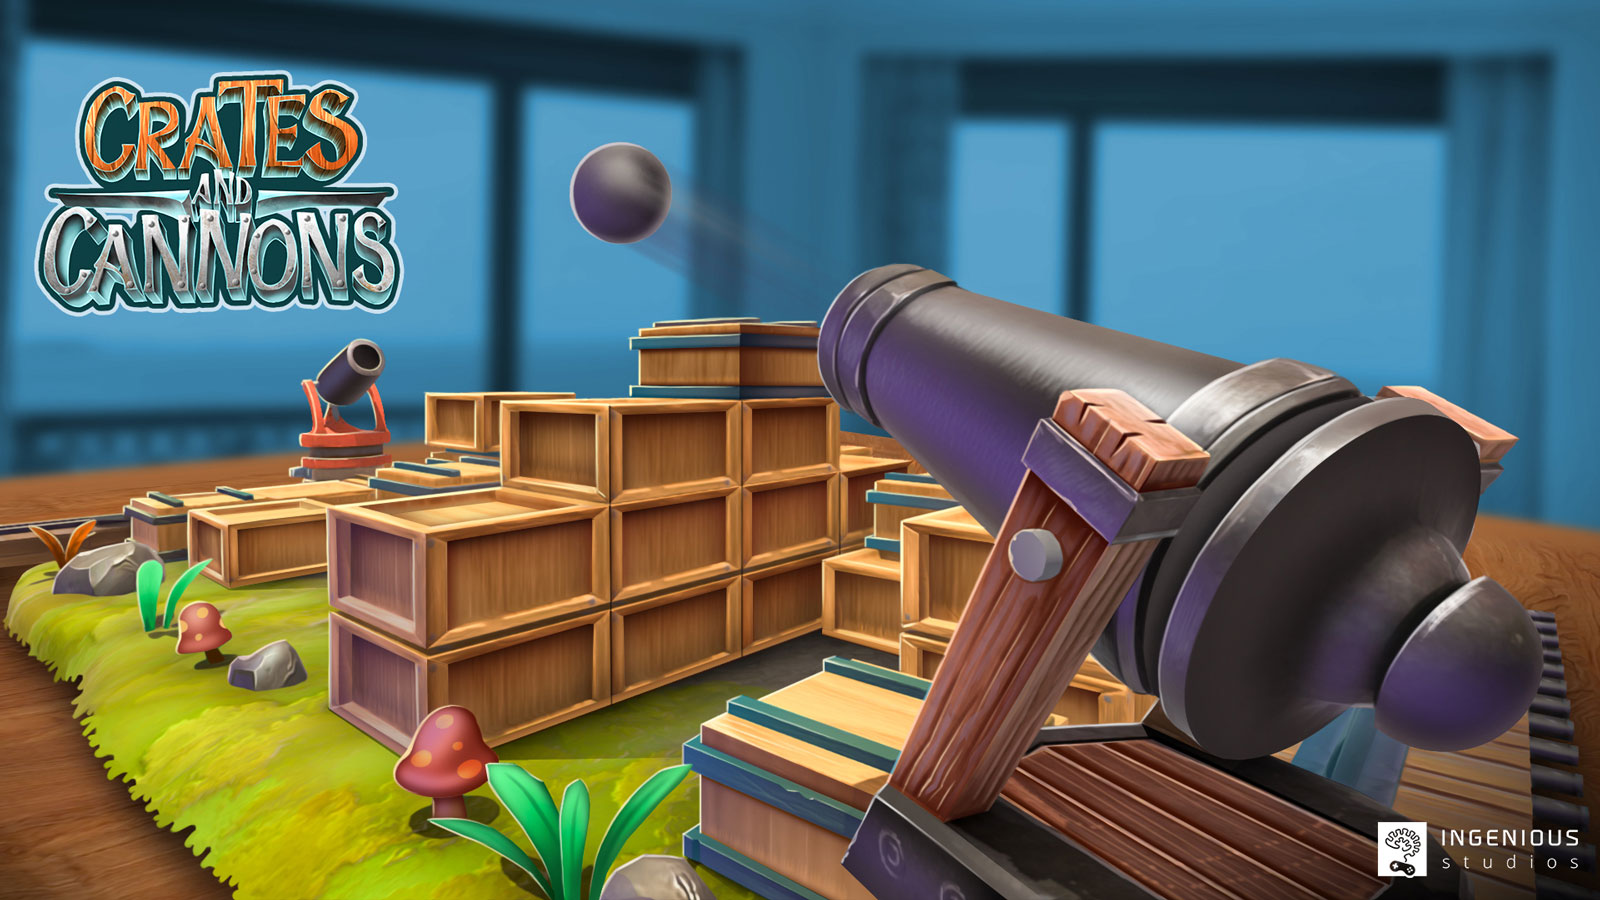 CRATES
AND
CANNONS
INGENIOUS
studios